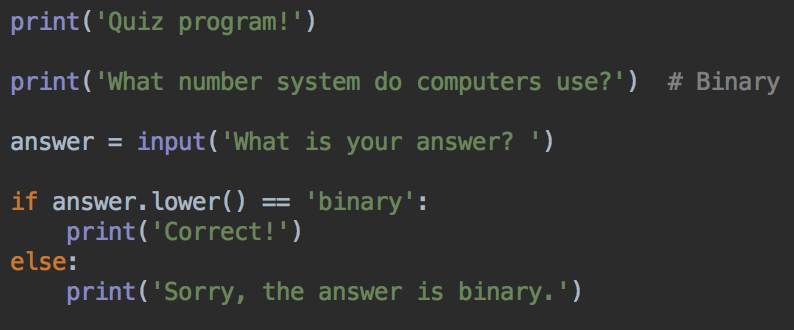 print('Quiz program!')
print('What number system do computers use?')  # Binary
answer = input('What is your answer? ')
if answer.lower() == 'binary':
    print('Correct!')
else:
    print('Sorry, the answer is binary.')